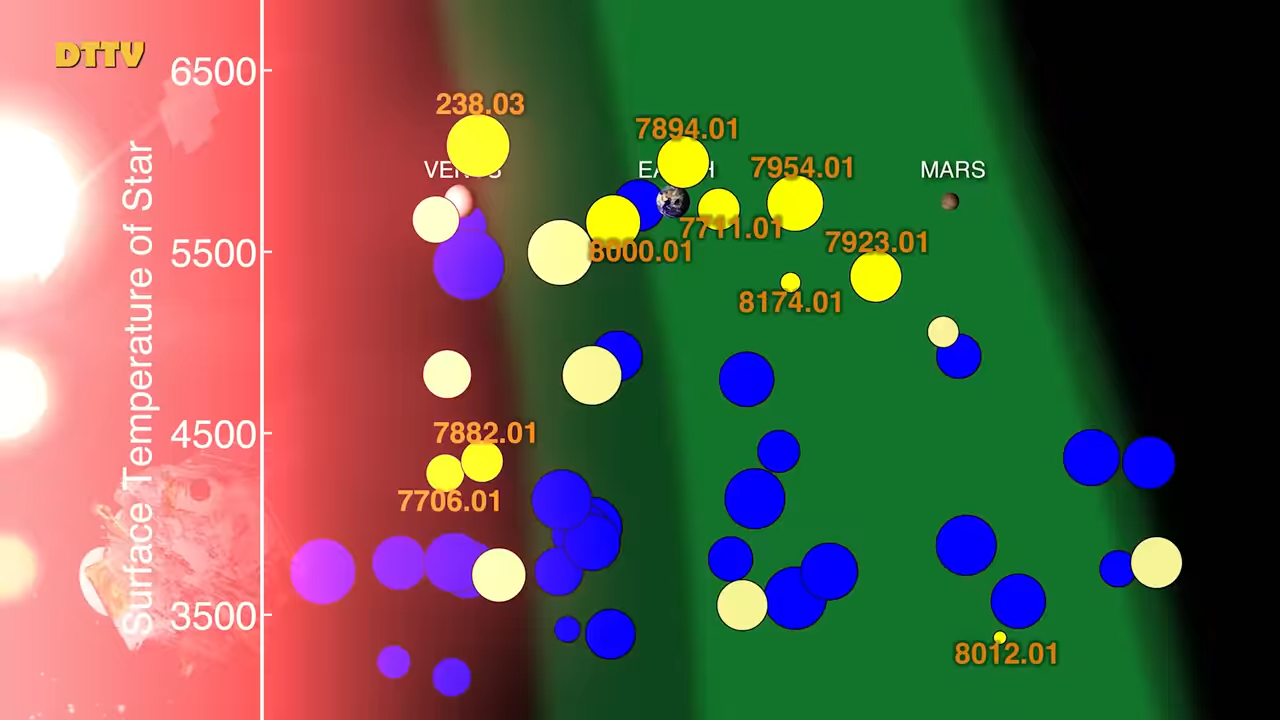 DTTV
6500
5500
4500
3500
Surface Temperature of Star
238.03
7894.01
VENUS
EARTH
7954.01
MARS
7711.01
8000.01
7923.01
8174.01
7882.01
7706.01
8012.01